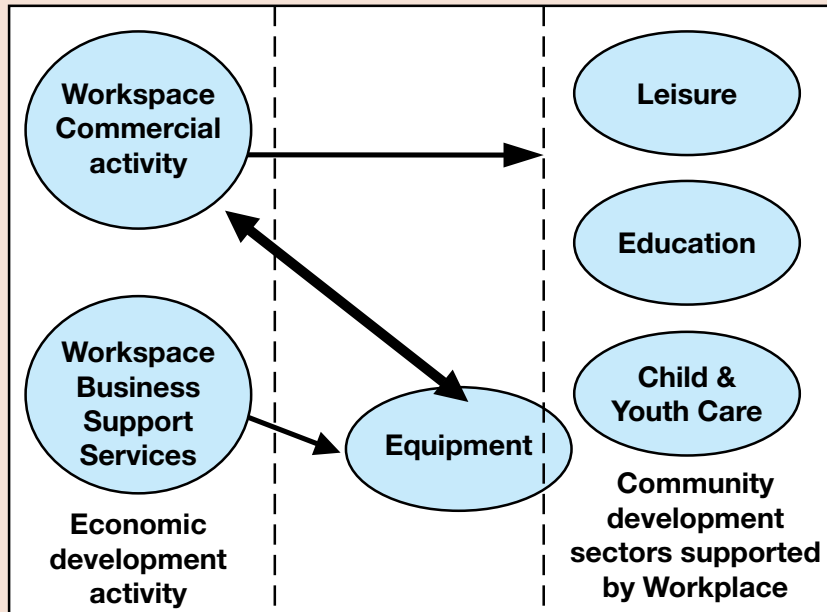 Workspace
Commercial
activity
Workspace
Business
Support
Services
Economic
development
activity
Equipment
Leisure
Education
Child &
Youth Care
Community
development
sectors supported
by Workplace